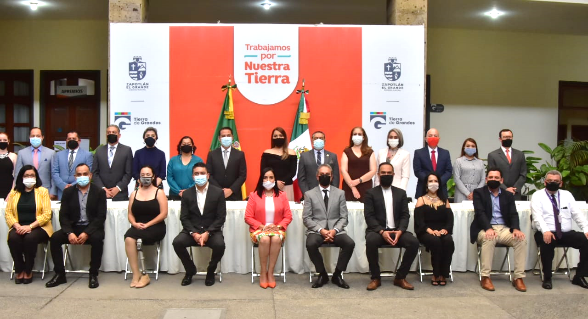 Trabajamos
por
Nuestra
Tierra
ZAPOTLÁN
EL GRANDE
ZAPOTLÁN
EL GRANDE
Tierra
de Grandes
Tierra
de Grandes